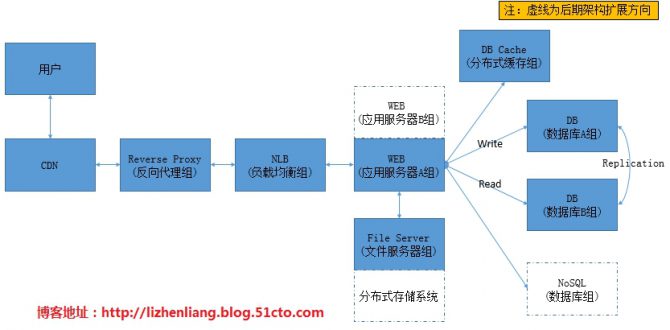 注：虚线为后期架构扩展方向
用户
DB Cache
(分布式缓存组)
WEB
(应用服务器B组)
CDN
Reverse Proxy
(反向代理组)
NLB
(负载均衡组)
WEB
(应用服务器A组)
Write
Read
DB
(数据库A组)
Replication
DB
(数据库B组)
File Server
(文件服务器组)
分布式存储系统
NoSQL
(数据库组)
博客地址：http://lizhenliang.blog.51cto.com